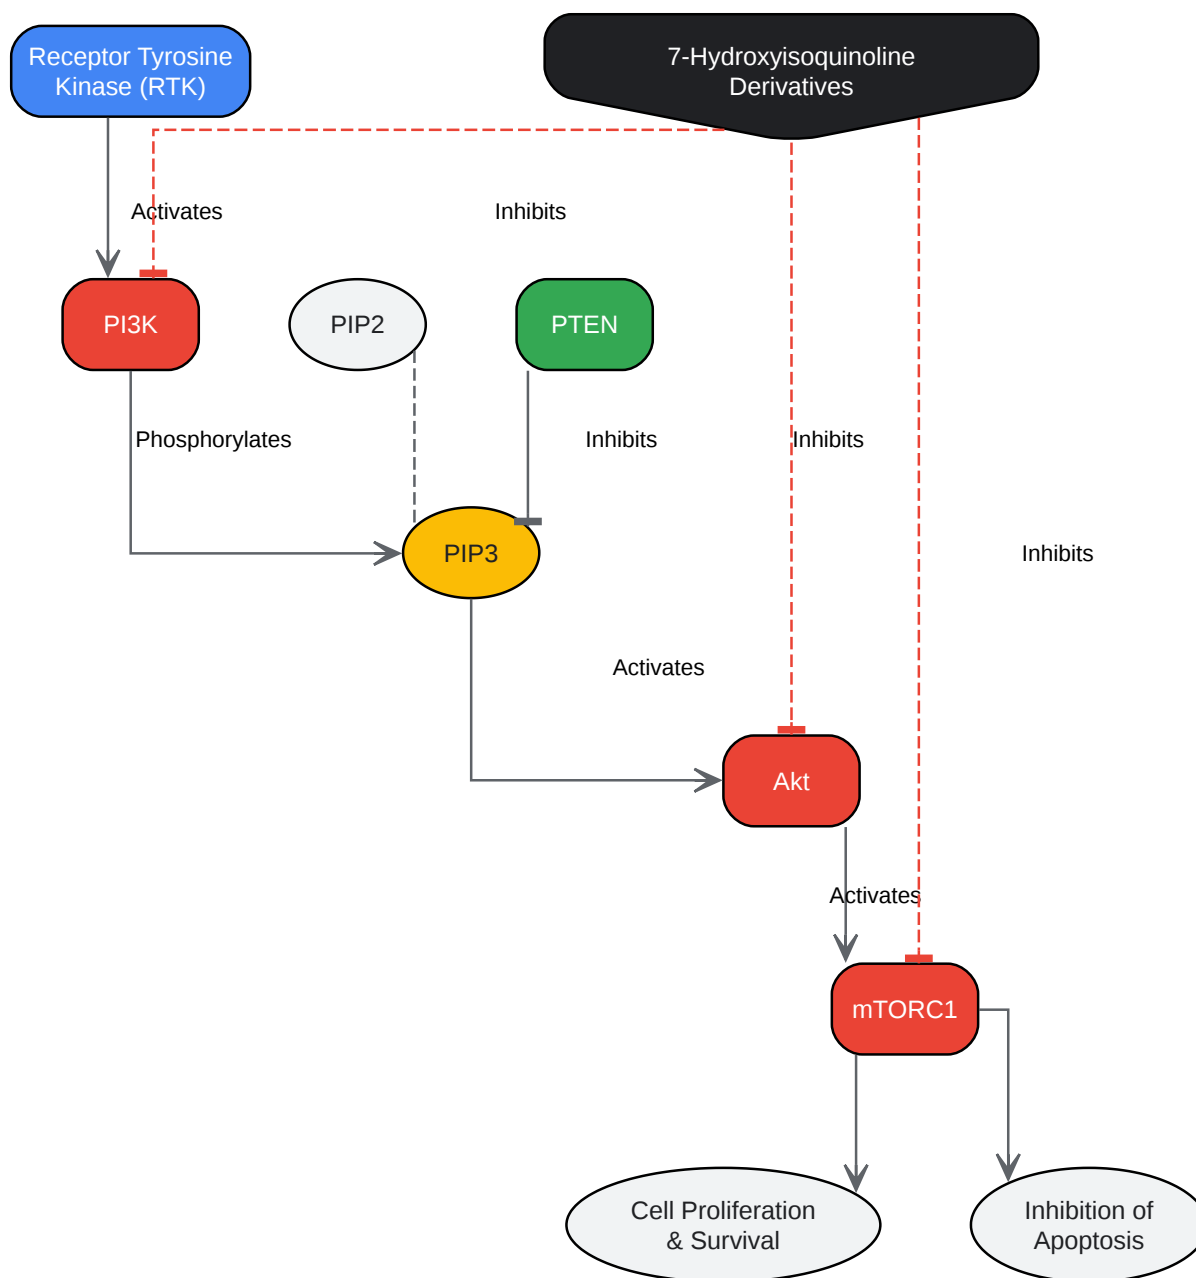 Receptor Tyrosine
Kinase (RTK)
7-Hydroxyisoquinoline
Derivatives
Activates
Inhibits
PI3K
PIP2
PTEN
Phosphorylates
Inhibits
Inhibits
PIP3
Inhibits
Activates
Akt
Activates
mTORC1
Cell Proliferation
& Survival
Inhibition of
Apoptosis